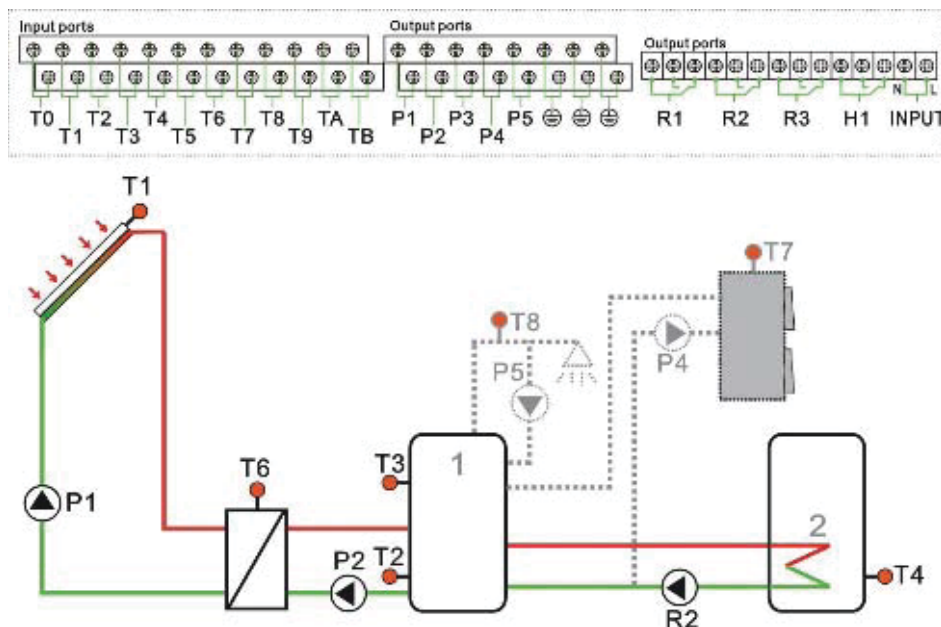 Input ports
Output ports
Output ports
T0 T2 T4 T6 T8 TA P1 P3 P5
T1 T3 T5 T7 T9 TB P2 P4
R1 R2 R3 H1 N L INPUT
T1
T7
T8
P5
P4
T3
1
T6
P1
2
P2
T2
T4
R2